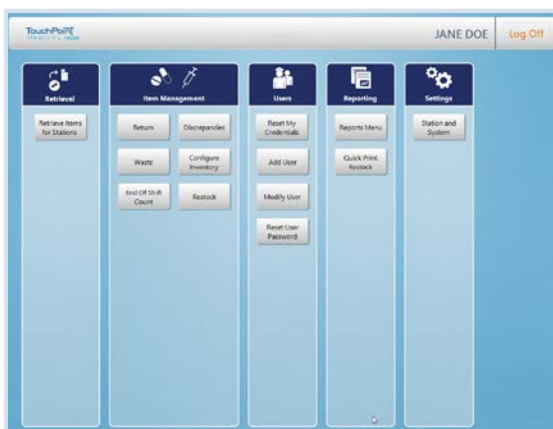 TouchPoint
MEDICAL
JANE DOE
Log Off
Retrieval
Item Management
Users
Reporting
Settings
Retrieve Items
for Stations
Return
Discrepancies
Reset My
Credentials
Reports Menu
Station and
System
Waste
Configure
Inventory
Add User
Quick Print
Restock
End Of Shift
Count
Restock
Modify User
Reset User
Password